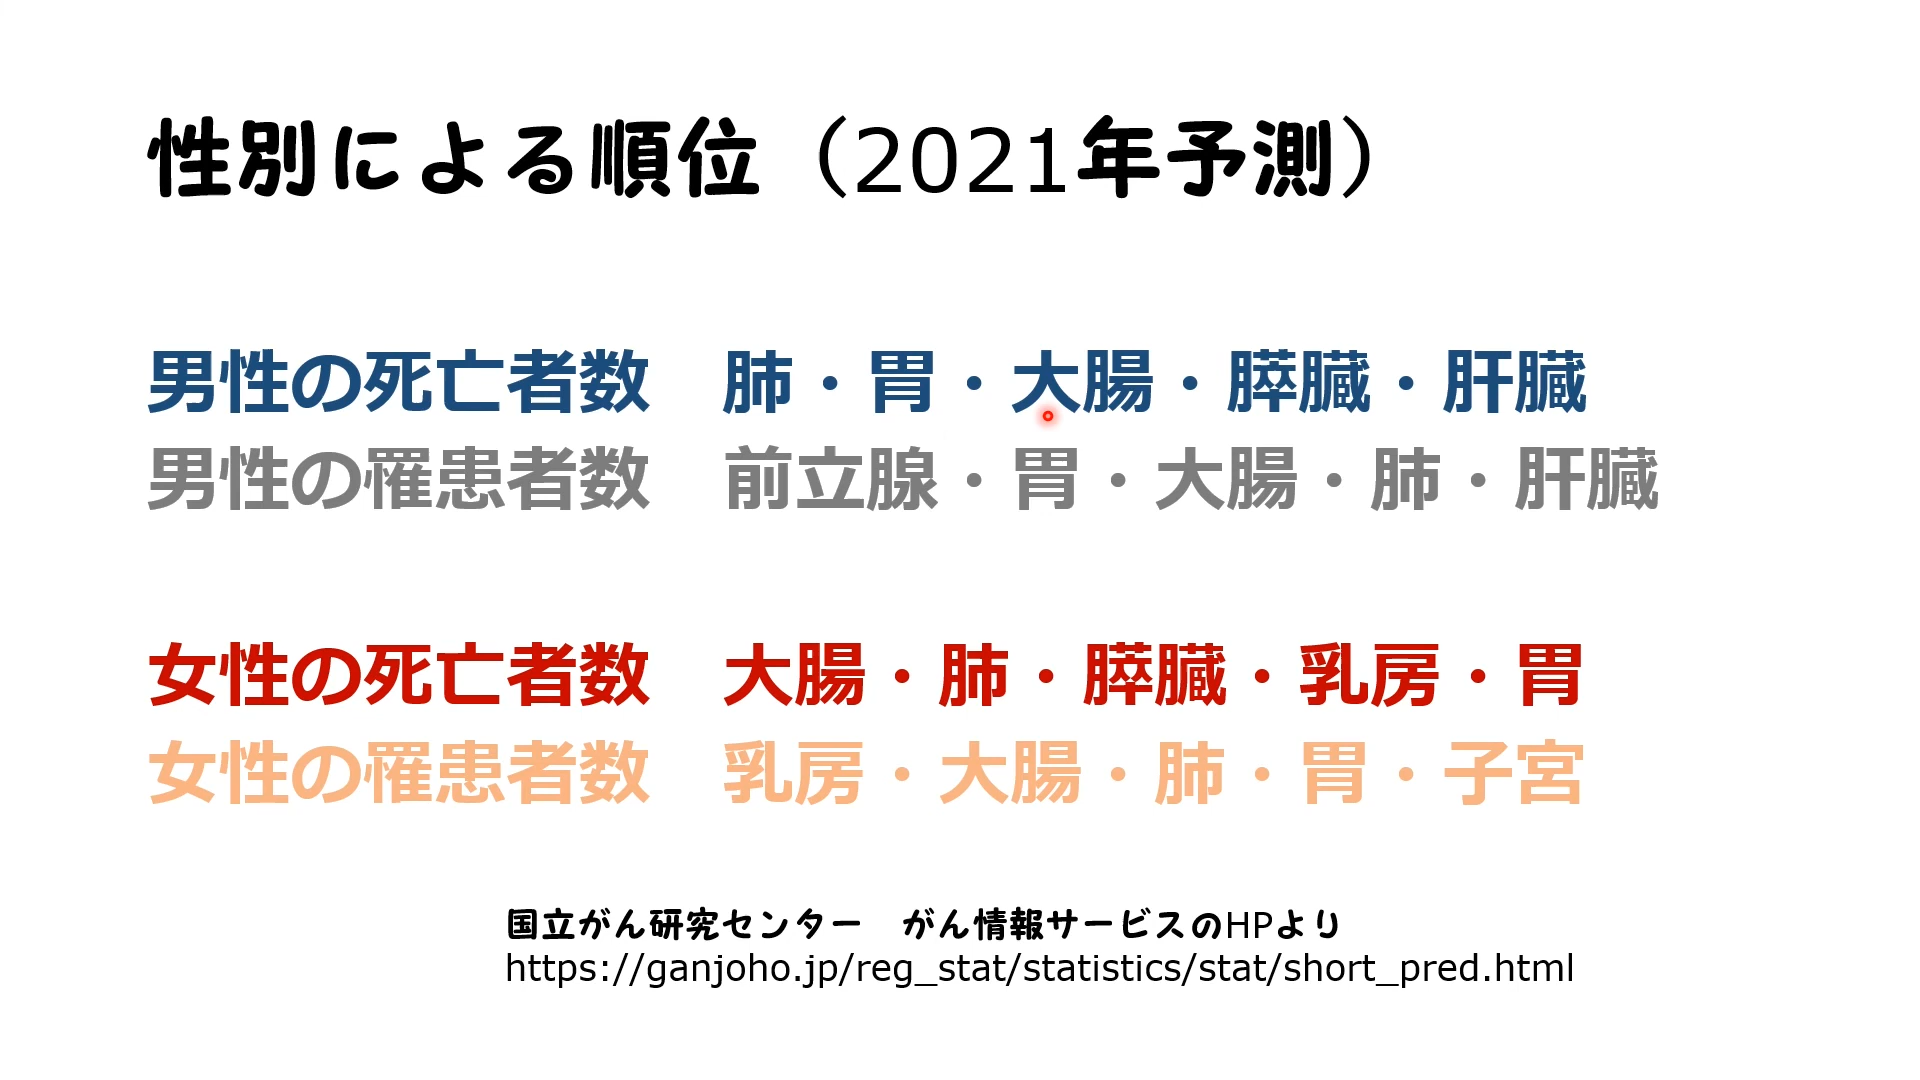 性別による順位（2021年予測）
男性の死亡者数　肺・胃・大腸・膵臓・肝臓
男性の罹患者数　前立腺・胃・大腸・肺・肝臓
女性の死亡者数　大腸・肺・膵臓・乳房・胃
女性の罹患者数　乳房・大腸・肺・胃・子宮
国立がん研究センター　がん情報サービスのHPより
https://ganjoho.jp/reg_stat/statistics/stat/short_pred.html